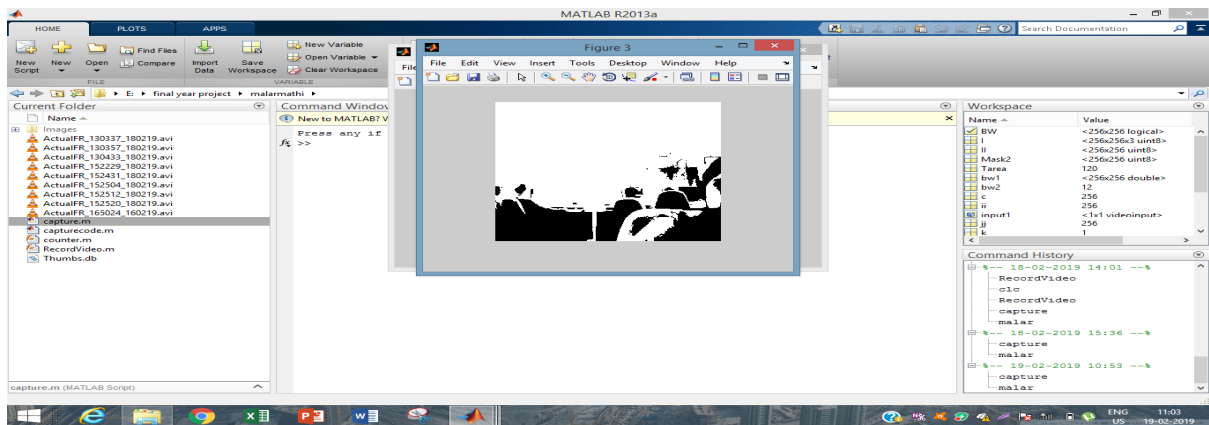 MATLAB R2013a
HOME PLOTS APPS
Search Documentation
New Script
New
Open
Find Files
Compare
Import Data
Save Workspace
New Variable
Open Variable
Clear Workspace
FILE
VARIABLE
E: ▸ final year project ▸ malarmathi ▸
Current Folder
Name
Images
ActualFR_130337_180219.avi
ActualFR_130357_180219.avi
ActualFR_130433_180219.avi
ActualFR_152229_180219.avi
ActualFR_152431_180219.avi
ActualFR_152504_180219.avi
ActualFR_152512_180219.avi
ActualFR_152520_180219.avi
ActualFR_165024_160219.avi
capture.m
capturecode.m
counter.m
RecordVideo.m
Thumbs.db
capture.m (MATLAB Script)
Command Window
New to MATLAB?
Press any if
fx >>
Figure 3
File Edit View Insert Tools Desktop Window Help
Workspace
Name Value
BW <256x256 logical>
I <256x256x3 uint8>
II <256x256 uint8>
Mask2 <256x256 uint8>
Tarea 120
bw1 <256x256 double>
bw2 12
c 256
ii 256
input1 <1x1 videoinput>
jj 256
k 1
Command History
%-- 18-02-2019 14:01 --%
RecordVideo
clc
RecordVideo
capture
malar
%-- 18-02-2019 15:36 --%
capture
malar
%-- 19-02-2019 10:53 --%
capture
malar
ENG
US
11:03
19-02-2019